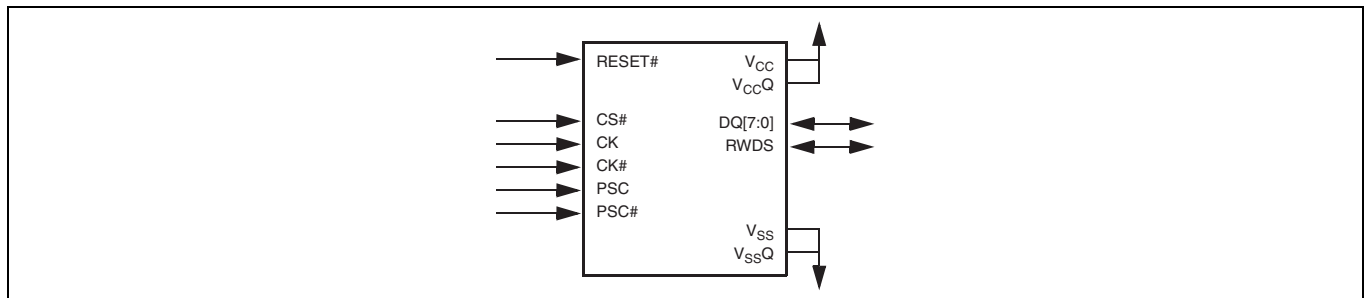 RESET#
CS#
CK
CK#
PSC
PSC#
VCC
VCCQ
DQ[7:0]
RWDS
VSS
VSSQ